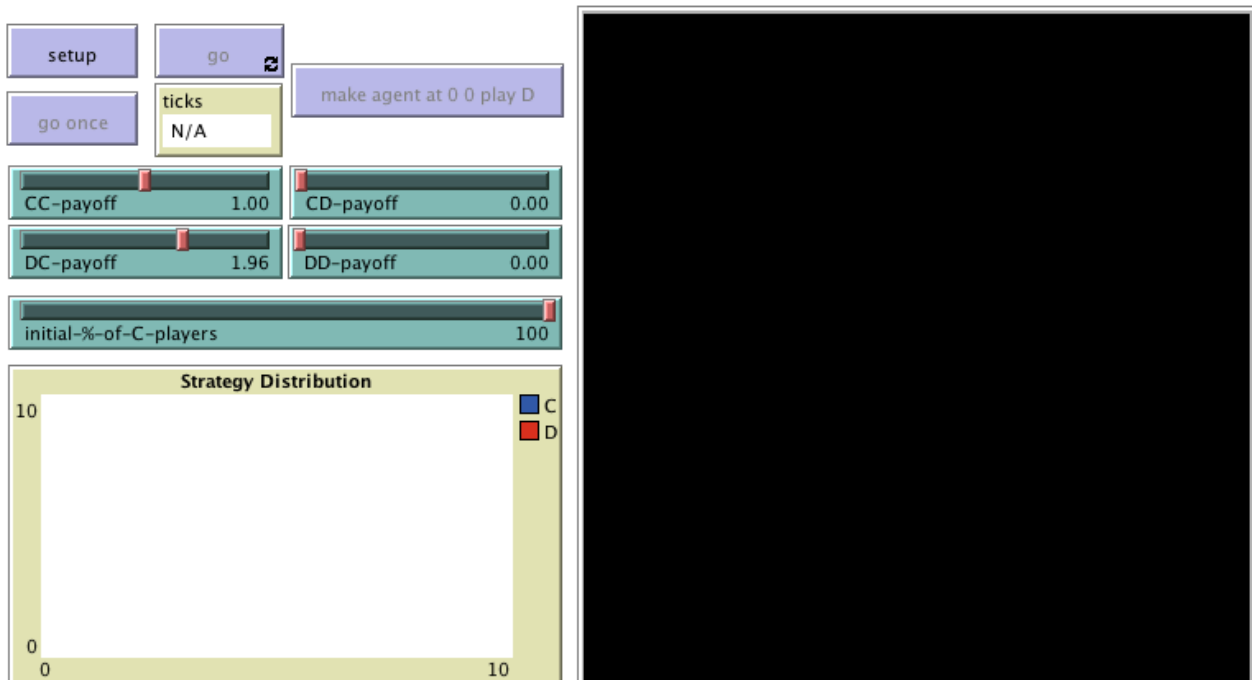 setup
go
make agent at 0 0 play D
go once
ticks
N/A
CC-payoff 1.00
CD-payoff 0.00
DC-payoff 1.96
DD-payoff 0.00
initial-%-of-C-players 100
Strategy Distribution
10
C
D
0
0 10